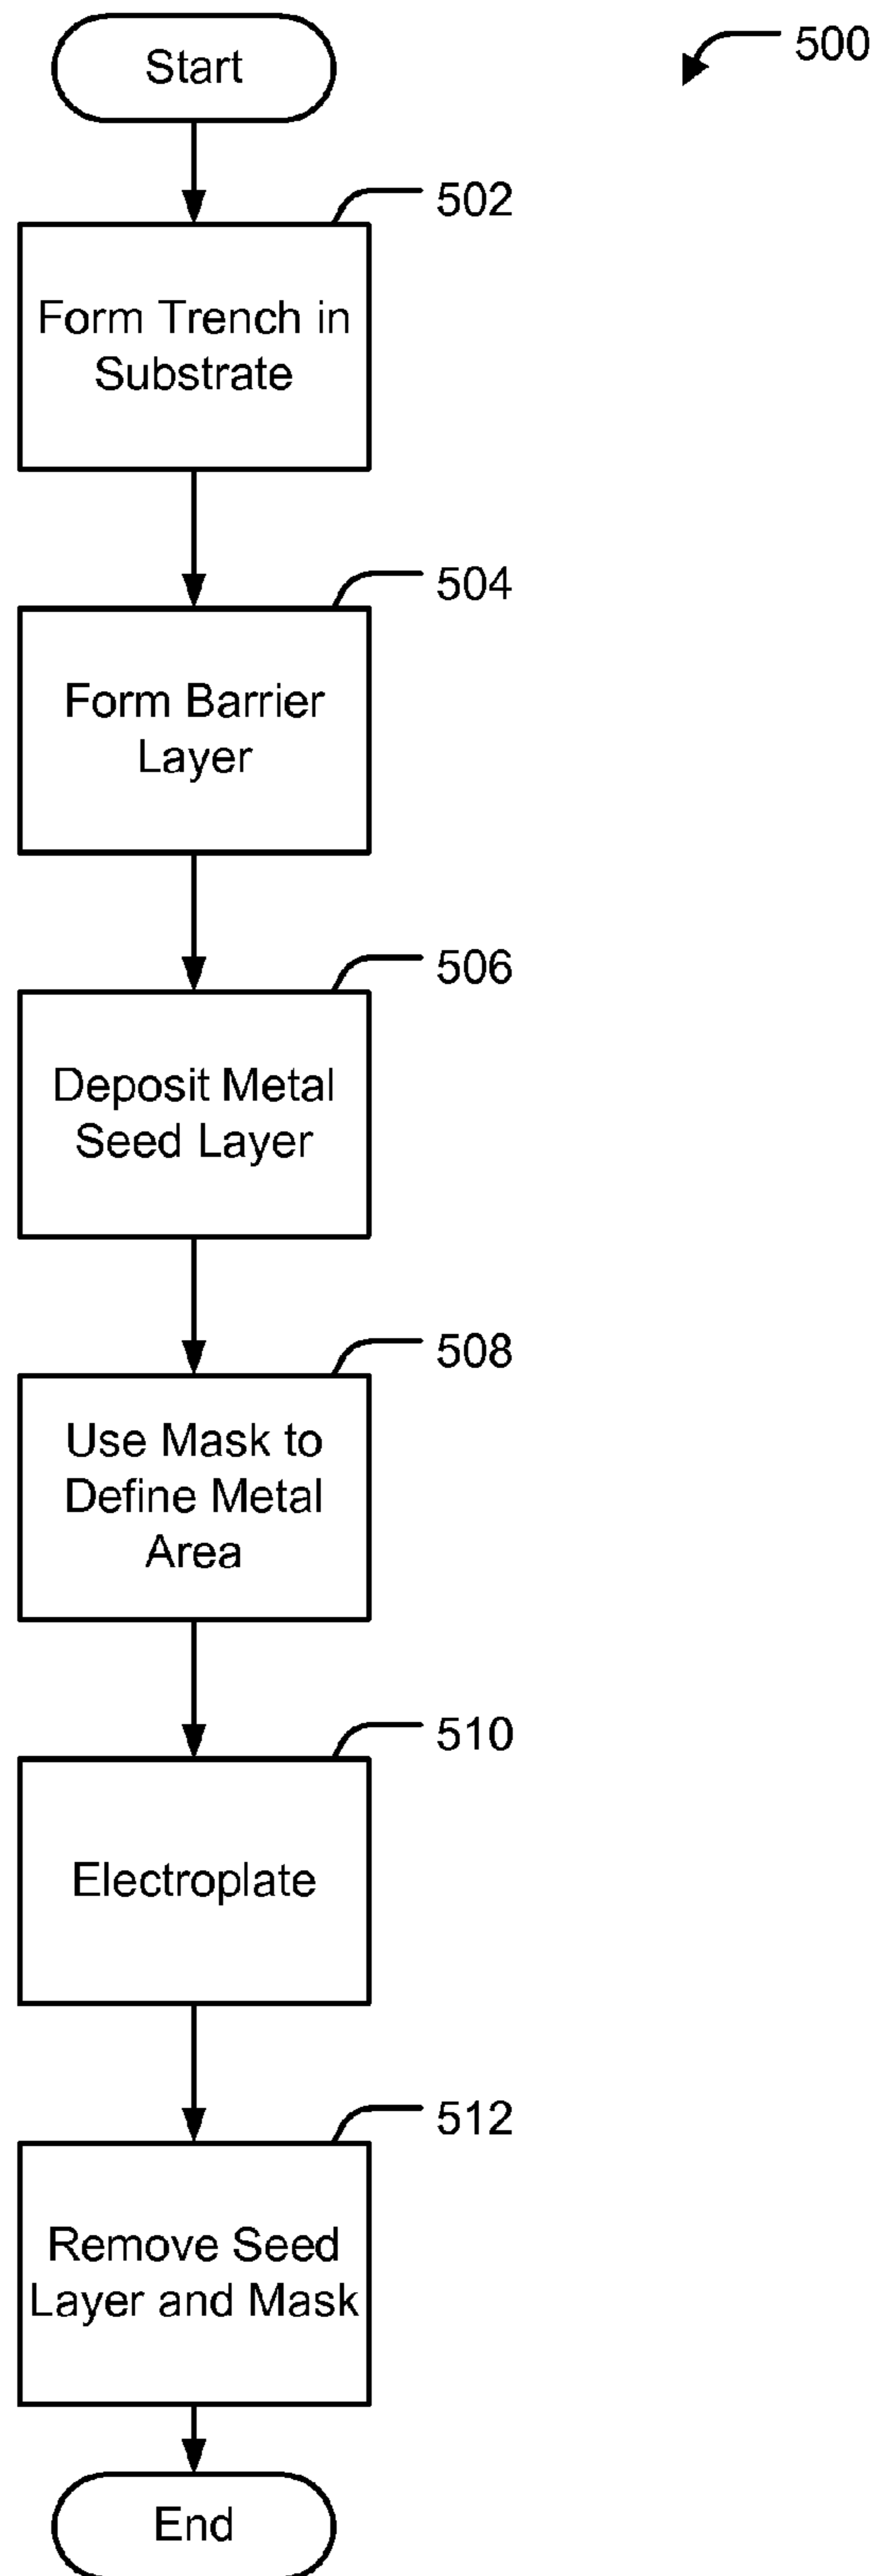 Start
500
502
Form Trench in
Substrate
504
Form Barrier
Layer
506
Deposit Metal
Seed Layer
508
Use Mask to
Define Metal
Area
510
Electroplate
512
Remove Seed
Layer and Mask
End